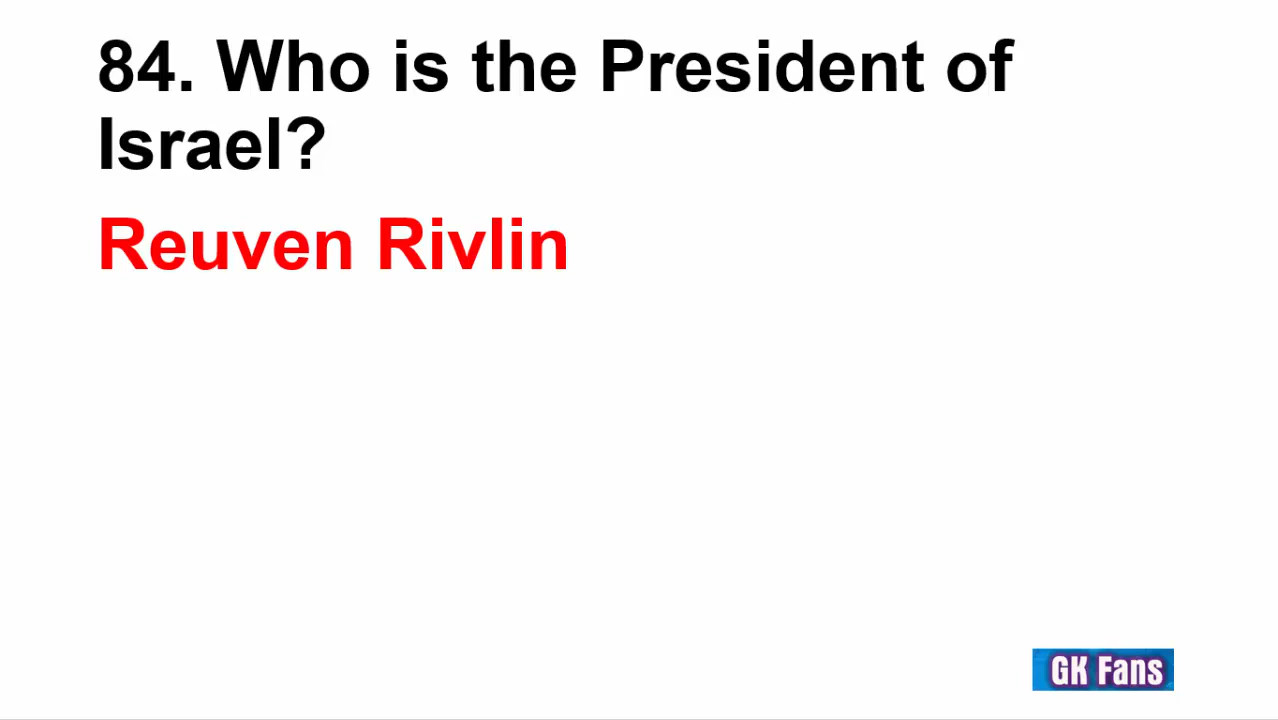 84. Who is the President of
Israel?
Reuven Rivlin
GK Fans